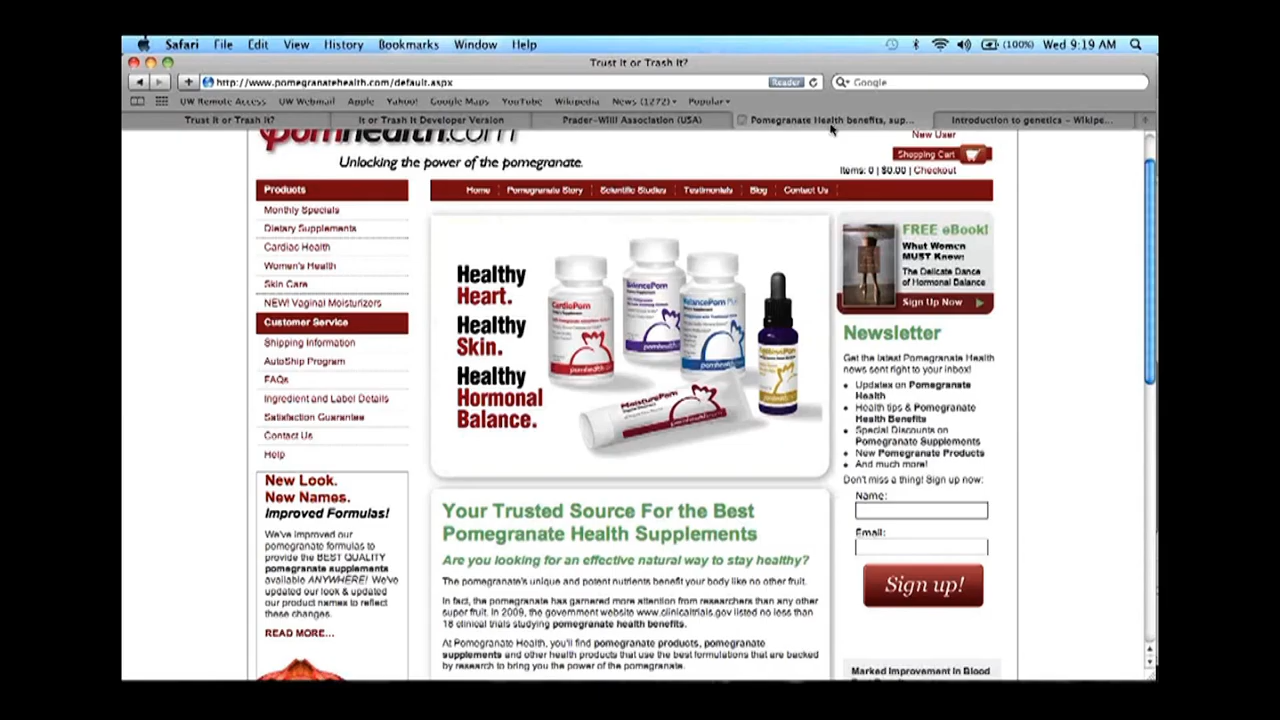 Safari File Edit View History Bookmarks Window Help (100%) Wed 9:19 AM
Trust It or Trash It?
http://www.pomegranatehealth.com/default.aspx Reader Google
UW Remote Access UW Webmail Apple Yahoo! Google Maps YouTube Wikipedia News (1272) Popular
Trust It or Trash It? It or Trash It Developer Version Prader-Willi Association (USA) Pomegranate Health benefits, sup... Introduction to genetics – Wikipe...
pomhealth.com
Unlocking the power of the pomegranate.
New User
Shopping Cart
Items: 0 | $0.00 | Checkout
Home Pomegranate Story Scientific Studies Testimonials Blog Contact Us
Products
Monthly Specials
Dietary Supplements
Cardiac Health
Women's Health
Skin Care
NEW! Vaginal Moisturizers
Customer Service
Shipping Information
AutoShip Program
FAQs
Ingredient and Label Details
Satisfaction Guarantee
Contact Us
Help
New Look.
New Names.
Improved Formulas!
We've improved our
pomegranate formulas to
provide the BEST QUALITY
pomegranate supplements
available ANYWHERE! We've
updated our look & updated
our product names to reflect
these changes.
READ MORE...
Healthy
Heart.
Healthy
Skin.
Healthy
Hormonal
Balance.
CardioPom
pomhealth.com
BalancePom
pomhealth.com
BalancePom Plus
pomhealth.com
MoisturePom
Your Trusted Source For the Best
Pomegranate Health Supplements
Are you looking for an effective natural way to stay healthy?
The pomegranate's unique and potent nutrients benefit your body like no other fruit.
In fact, the pomegranate has garnered more attention from researchers than any other
super fruit. In 2009, the government website www.clinicaltrials.gov listed no less than
18 clinical trials studying pomegranate health benefits.
At Pomegranate Health, you'll find pomegranate products, pomegranate
supplements and other health products that use the best formulations that are backed
by research to bring you the power of the pomegranate.
FREE eBook!
What Women
MUST Know:
The Delicate Dance
of Hormonal Balance
Sign Up Now
Newsletter
Get the latest Pomegranate Health
news sent right to your inbox!
Updates on Pomegranate
Health
Health tips & Pomegranate
Health Benefits
Special Discounts on
Pomegranate Supplements
New Pomegranate Products
And much more!
Don't miss a thing! Sign up now:
Name:
Email:
Sign up!
Marked Improvement In Blood